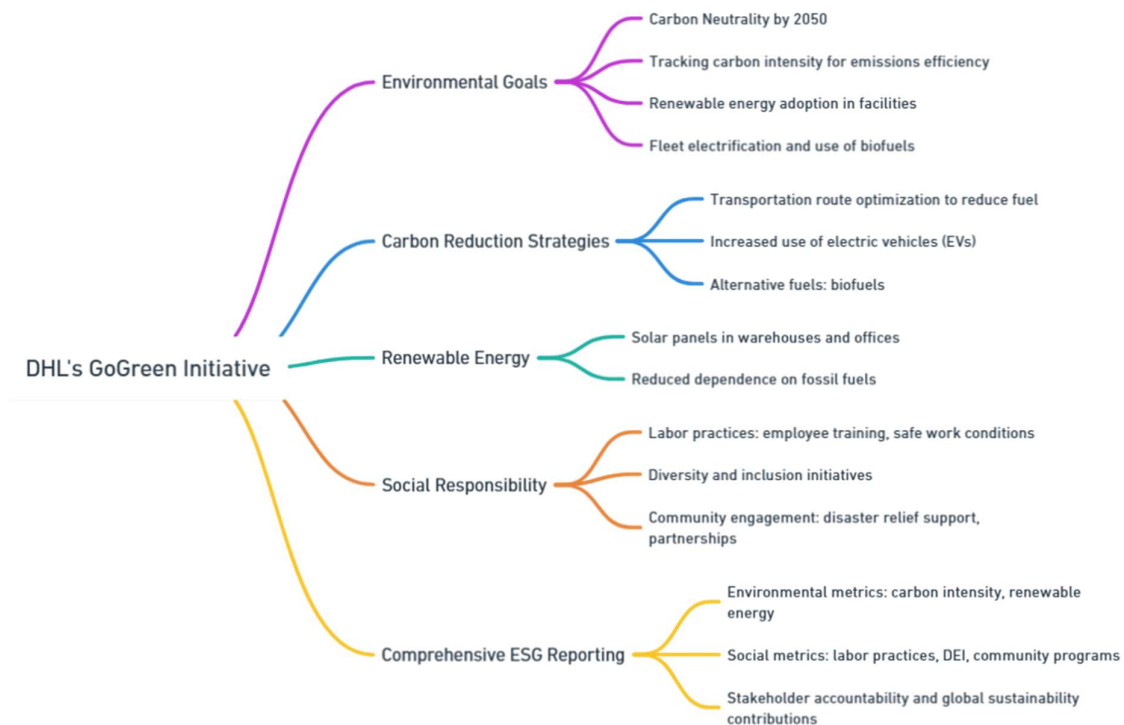 Carbon Neutrality by 2050
Environmental Goals
Tracking carbon intensity for emissions efficiency
Renewable energy adoption in facilities
Fleet electrification and use of biofuels
Transportation route optimization to reduce fuel
Carbon Reduction Strategies
Increased use of electric vehicles (EVs)
Alternative fuels: biofuels
DHL's GoGreen Initiative
Solar panels in warehouses and offices
Renewable Energy
Reduced dependence on fossil fuels
Labor practices: employee training, safe work conditions
Social Responsibility
Diversity and inclusion initiatives
Community engagement: disaster relief support,
partnerships
Environmental metrics: carbon intensity, renewable
energy
Comprehensive ESG Reporting
Social metrics: labor practices, DEI, community programs
Stakeholder accountability and global sustainability
contributions